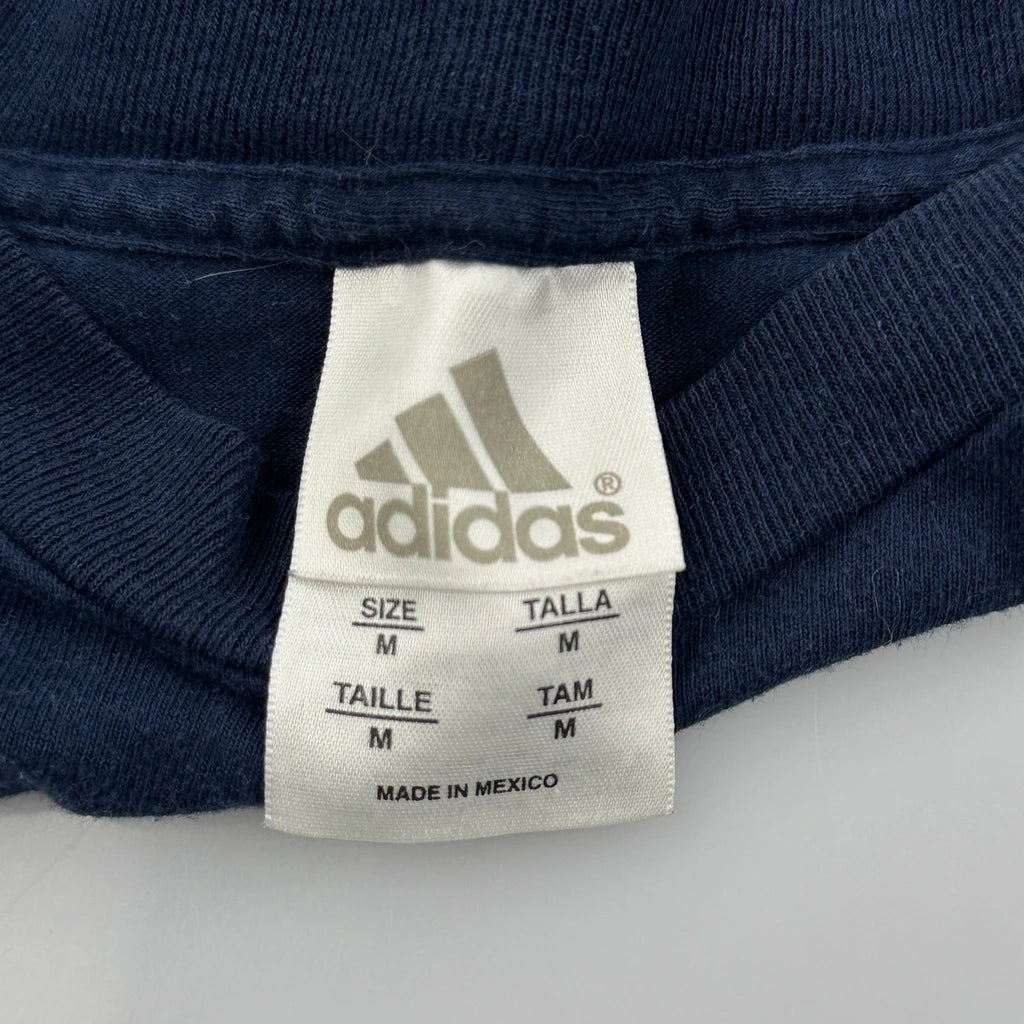 adidas®
SIZE TALLA
M M
TAILLE TAM
M M
MADE IN MEXICO